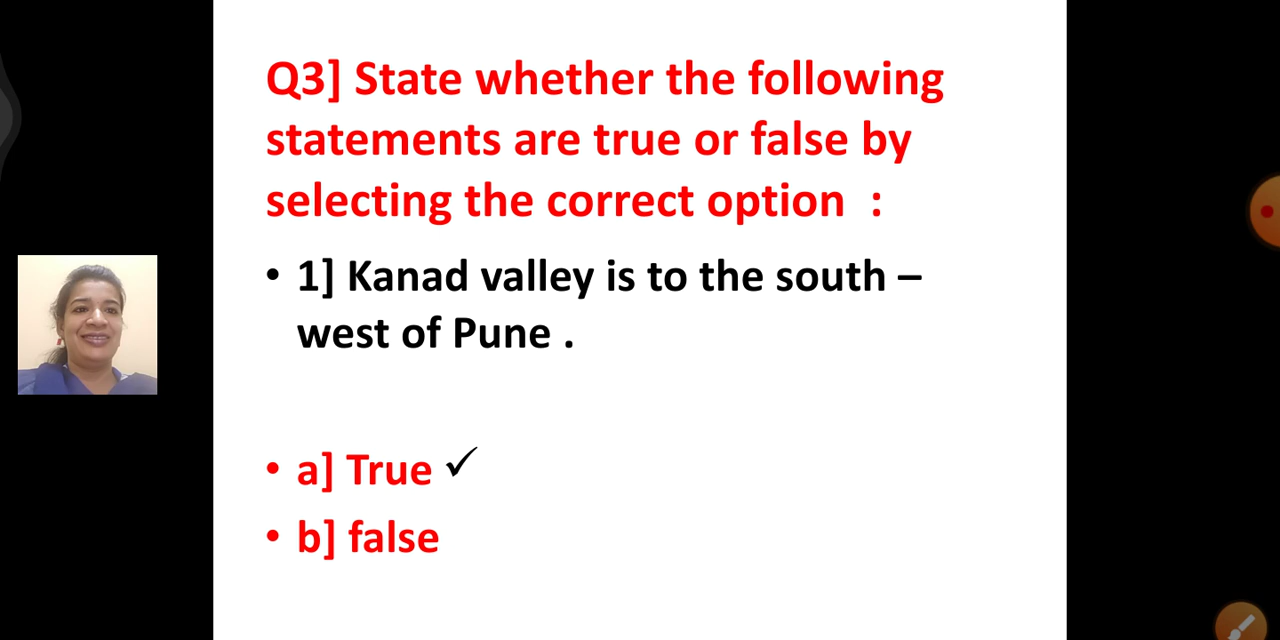 Q3] State whether the following
statements are true or false by
selecting the correct option :
• 1] Kanad valley is to the south –
west of Pune .
• a] True ✓
• b] false